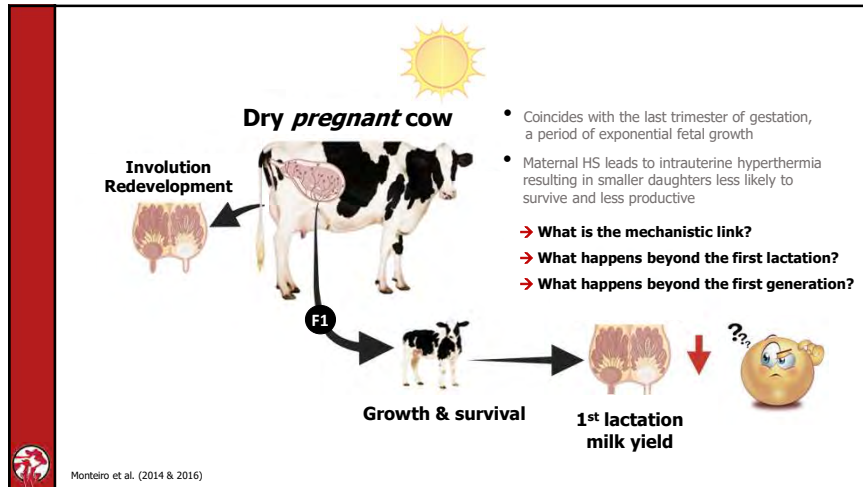 Dry pregnant cow
Involution
Redevelopment
• Coincides with the last trimester of gestation,
a period of exponential fetal growth
• Maternal HS leads to intrauterine hyperthermia
resulting in smaller daughters less likely to
survive and less productive
→ What is the mechanistic link?
→ What happens beyond the first lactation?
→ What happens beyond the first generation?
F1
???
Growth & survival
1st lactation
milk yield
Monteiro et al. (2014 & 2016)